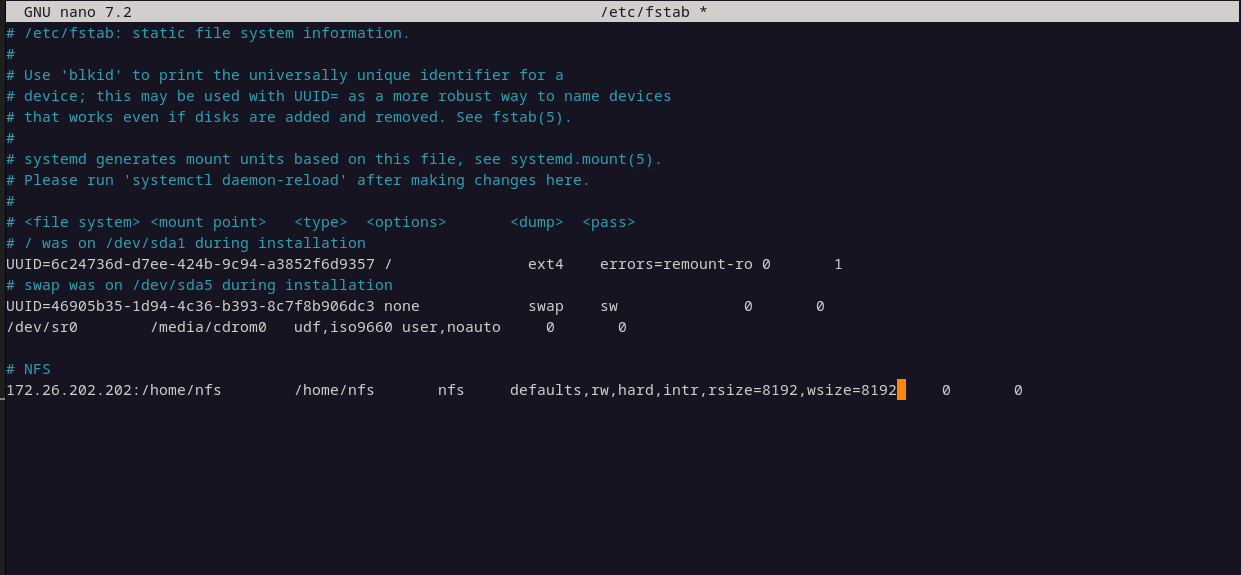 GNU nano 7.2 /etc/fstab *
# /etc/fstab: static file system information.
#
# Use 'blkid' to print the universally unique identifier for a
# device; this may be used with UUID= as a more robust way to name devices
# that works even if disks are added and removed. See fstab(5).
#
# systemd generates mount units based on this file, see systemd.mount(5).
# Please run 'systemctl daemon-reload' after making changes here.
#
# <file system> <mount point>   <type>  <options>       <dump>  <pass>
# / was on /dev/sda1 during installation
UUID=6c24736d-d7ee-424b-9c94-a3852f6d9357 /               ext4    errors=remount-ro 0       1
# swap was on /dev/sda5 during installation
UUID=46905b35-1d94-4c36-b393-8c7f8b906dc3 none            swap    sw              0       0
/dev/sr0        /media/cdrom0   udf,iso9660 user,noauto     0       0
# NFS
172.26.202.202:/home/nfs        /home/nfs       nfs     defaults,rw,hard,intr,rsize=8192,wsize=8192     0       0